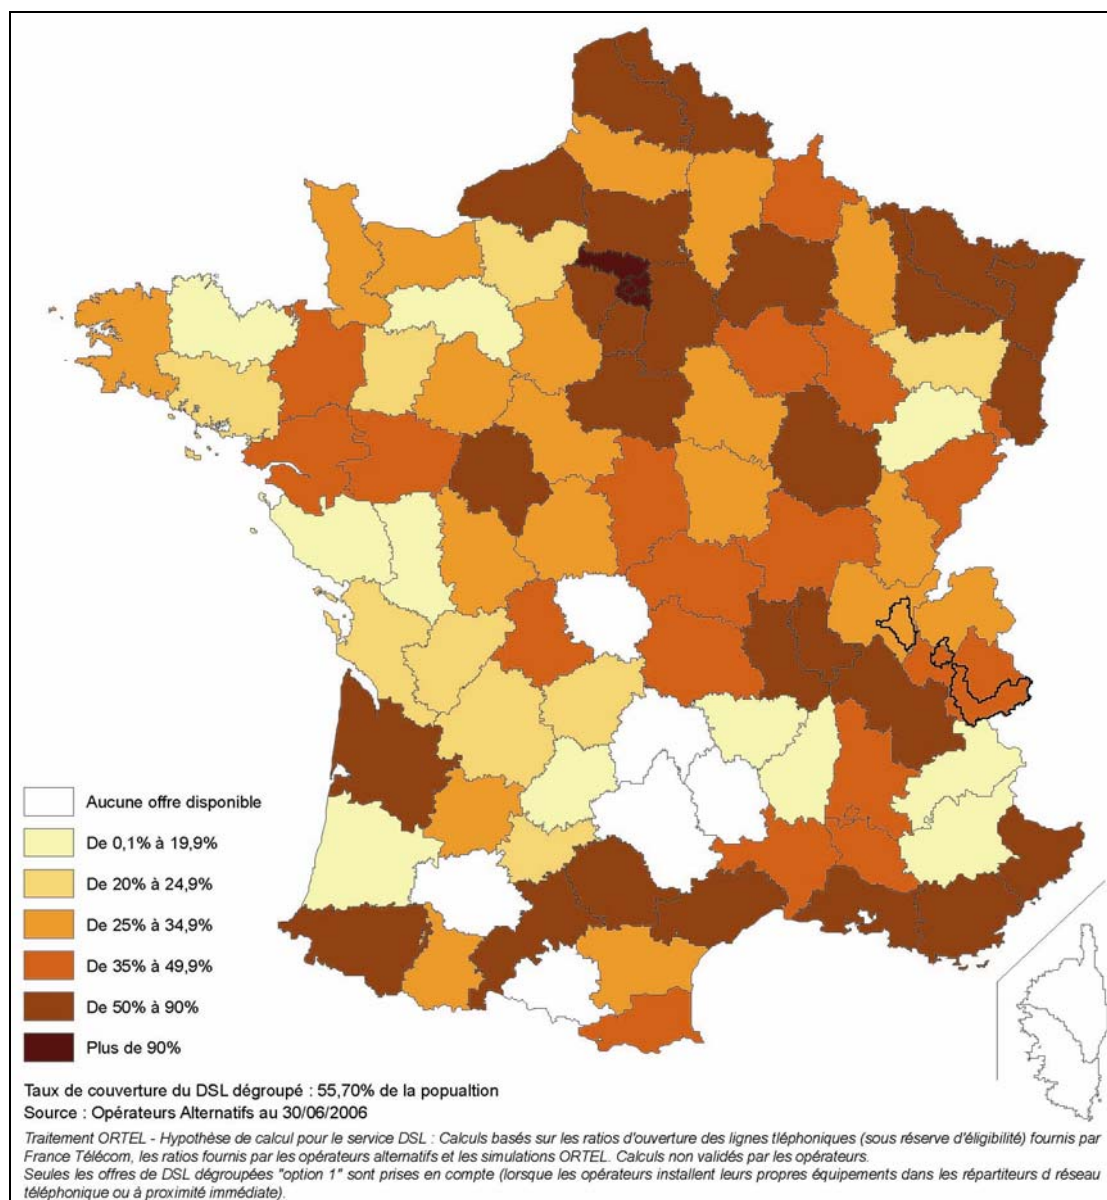 Aucune offre disponible
De 0,1% à 19,9%
De 20% à 24,9%
De 25% à 34,9%
De 35% à 49,9%
De 50% à 90%
Plus de 90%
Taux de couverture du DSL dégroupé : 55,70% de la popualtion
Source : Opérateurs Alternatifs au 30/06/2006
Traitement ORTEL - Hypothèse de calcul pour le service DSL : Calculs basés sur les ratios d'ouverture des lignes tléphoniques (sous réserve d'éligibilité) fournis par
France Télécom, les ratios fournis par les opérateurs alternatifs et les simulations ORTEL. Calculs non validés par les opérateurs.
Seules les offres de DSL dégroupées "option 1" sont prises en compte (lorsque les opérateurs installent leurs propres équipements dans les répartiteurs d réseau
téléphonique ou à proximité immédiate).